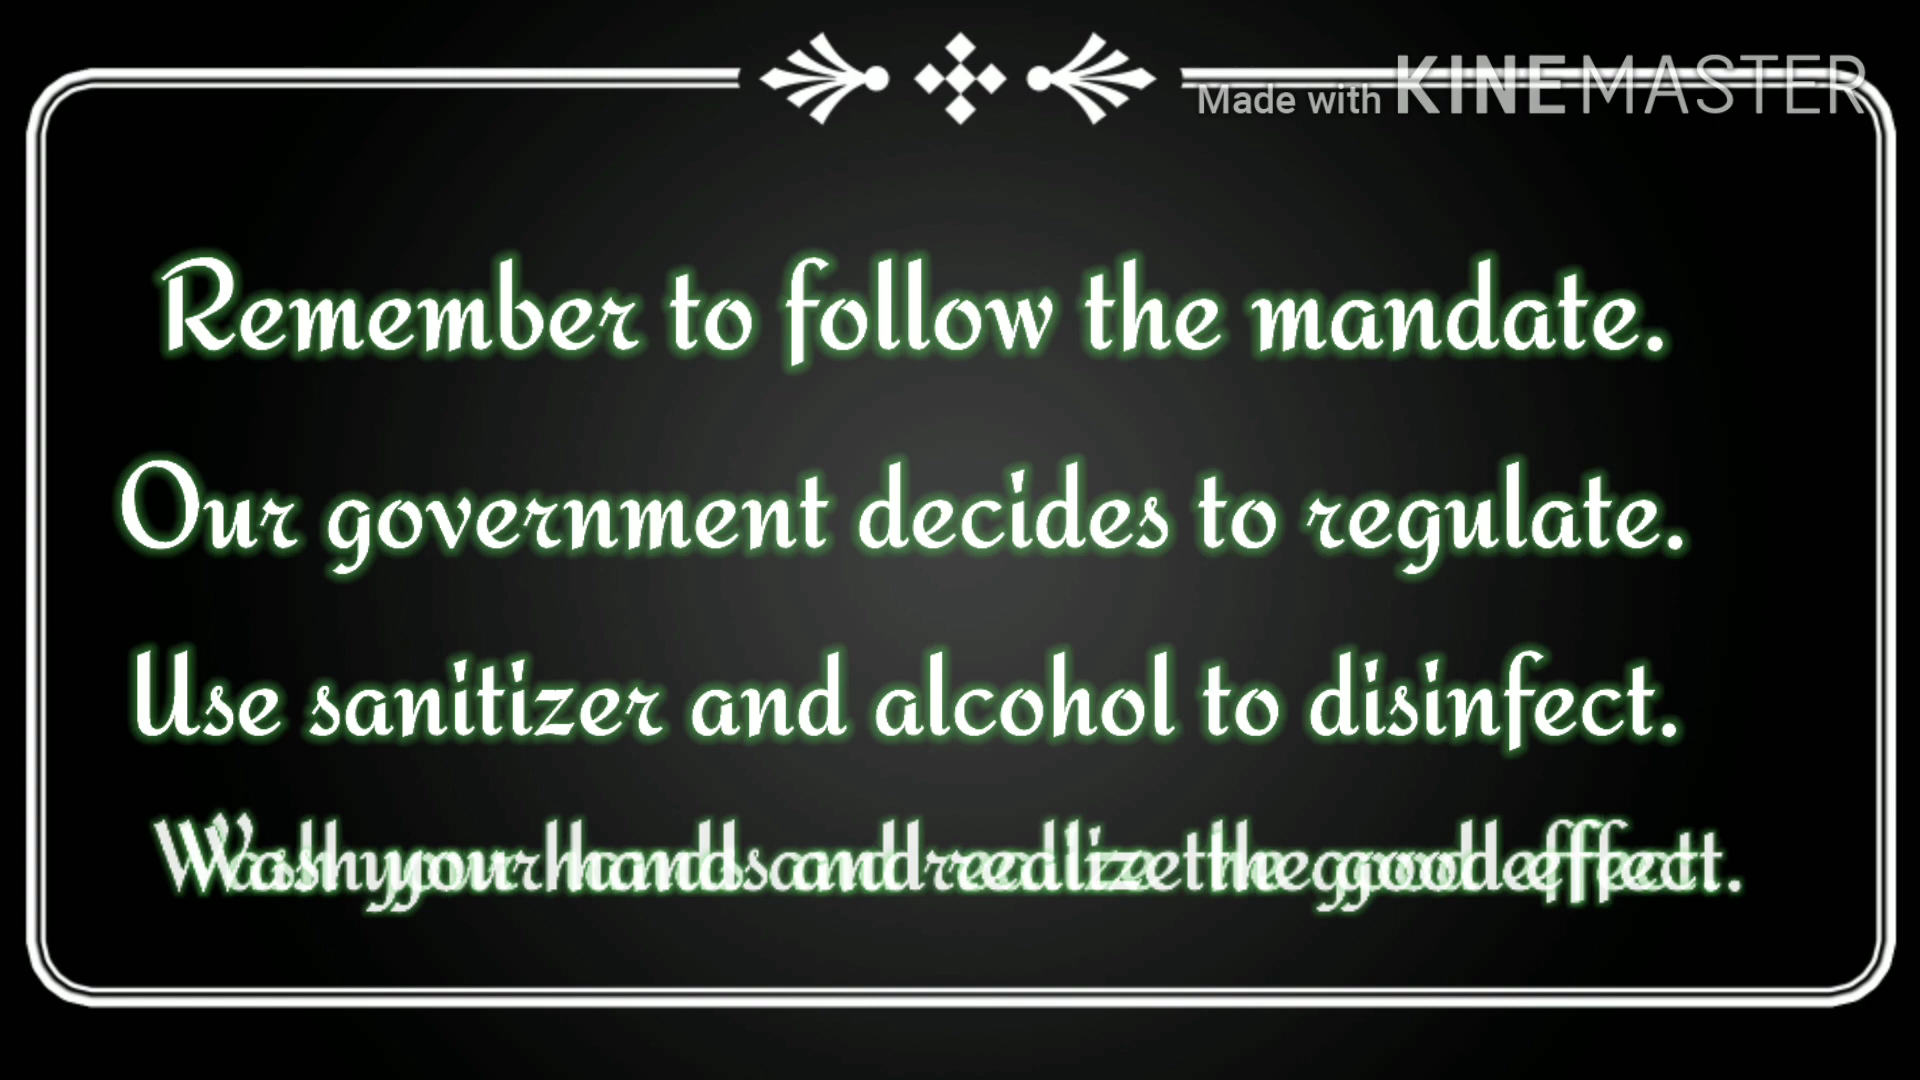 Made with KINEMASTER
Remember to follow the mandate.
Our government decides to regulate.
Use sanitizer and alcohol to disinfect.
Wash your hands and realize the good effect.